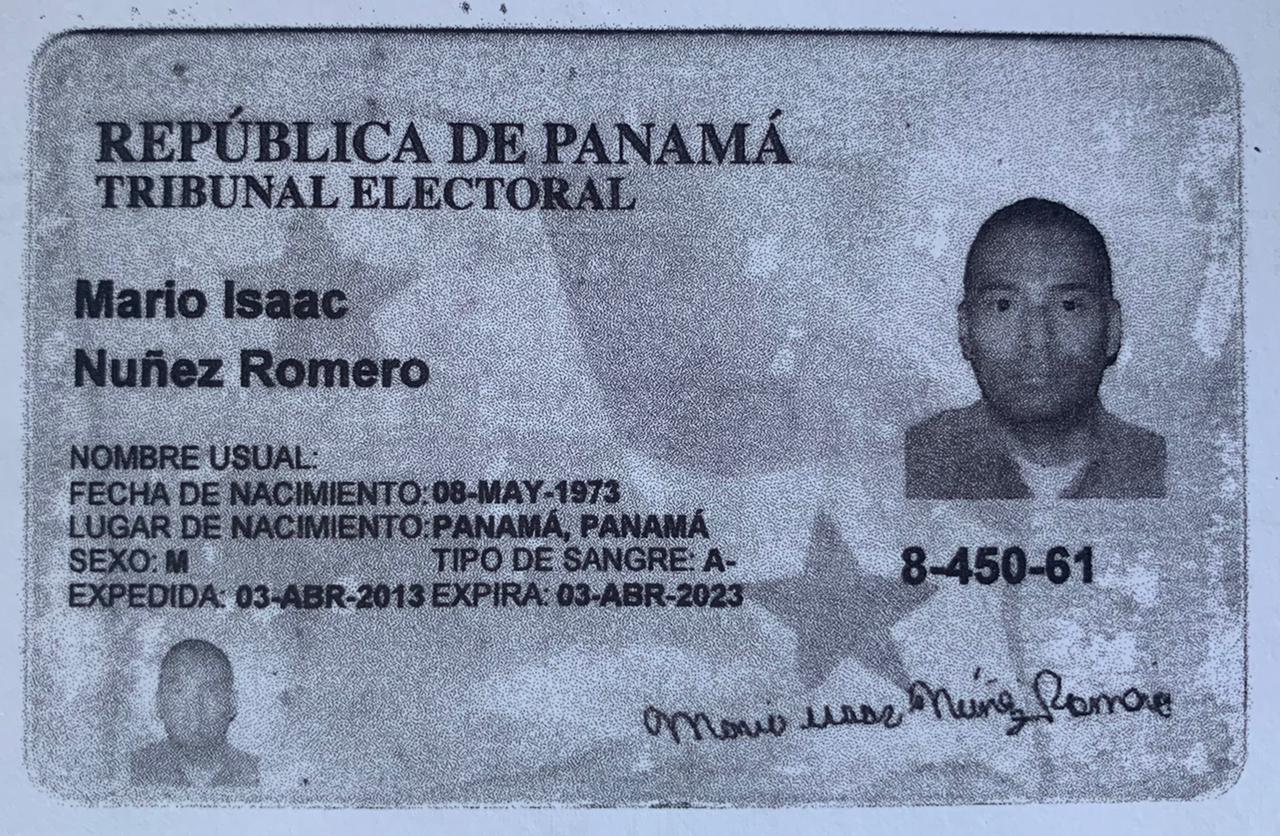 REPÚBLICA DE PANAMÁ
TRIBUNAL ELECTORAL
Mario Isaac
Nuñez Romero
NOMBRE USUAL:
FECHA DE NACIMIENTO: 08-MAY-1973
LUGAR DE NACIMIENTO: PANAMÁ, PANAMÁ
SEXO: M TIPO DE SANGRE: A-
EXPEDIDA: 03-ABR-2013 EXPIRA: 03-ABR-2023
8-450-61
Mario Isaac Núñez Romero